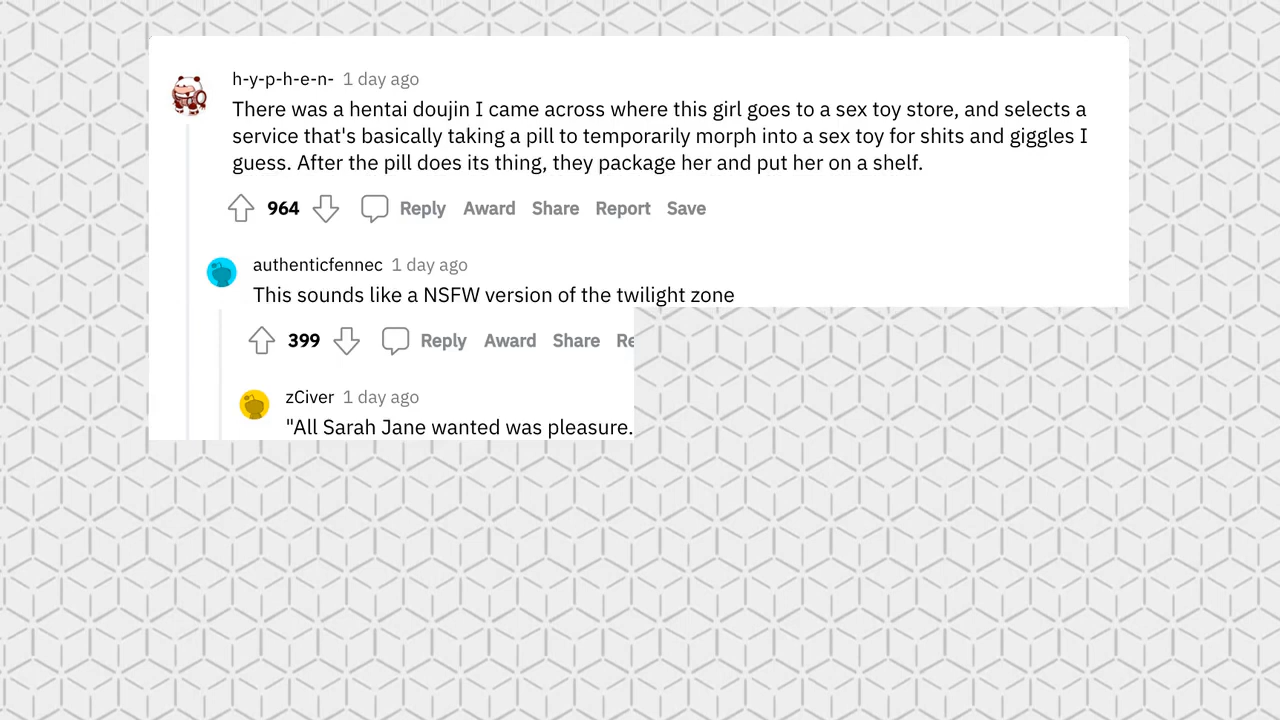 h-y-p-h-e-n- 1 day ago
There was a hentai doujin I came across where this girl goes to a sex toy store, and selects a
service that's basically taking a pill to temporarily morph into a sex toy for shits and giggles I
guess. After the pill does its thing, they package her and put her on a shelf.
964 Reply Award Share Report Save
authenticfennec 1 day ago
This sounds like a NSFW version of the twilight zone
399 Reply Award Share Re
zCiver 1 day ago
"All Sarah Jane wanted was pleasure.